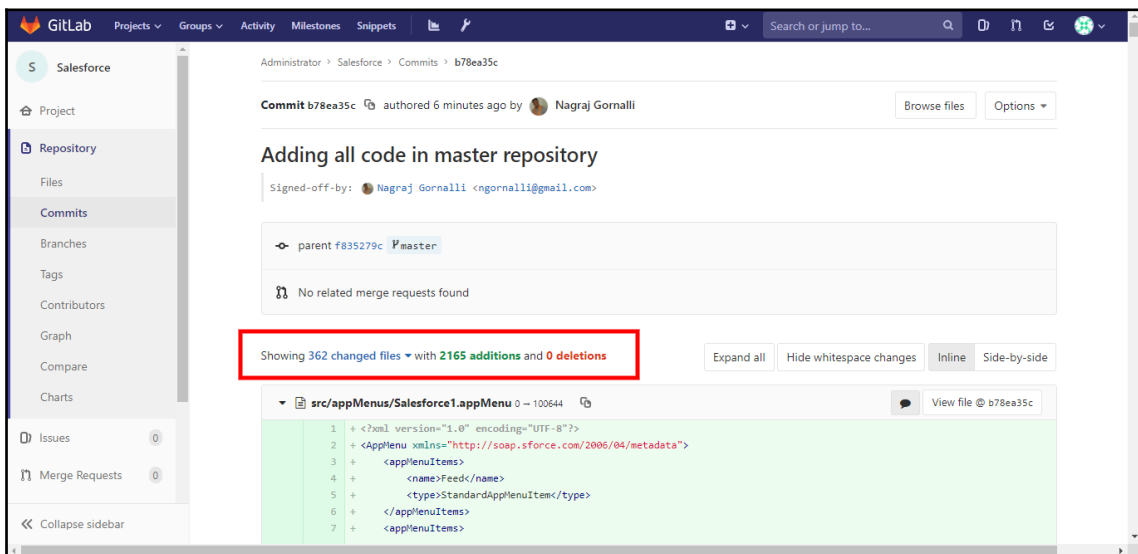 GitLab Projects Groups Activity Milestones Snippets Search or jump to...
S Salesforce
Project
Repository
Files
Commits
Branches
Tags
Contributors
Graph
Compare
Charts
Issues 0
Merge Requests 0
Collapse sidebar
Administrator > Salesforce > Commits > b78ea35c
Commit b78ea35c authored 6 minutes ago by Nagraj Gornalli Browse files Options
Adding all code in master repository
Signed-off-by: Nagraj Gornalli <ngornalli@gmail.com>
parent f835279c master
No related merge requests found
Showing 362 changed files with 2165 additions and 0 deletions Expand all Hide whitespace changes Inline Side-by-side
src/appMenus/Salesforce1.appMenu 0 → 100644 View file @ b78ea35c
1 + <?xml version="1.0" encoding="UTF-8"?>
2 + <AppMenu xmlns="http://soap.sforce.com/2006/04/metadata">
3 + <appMenuItems>
4 + <name>Feed</name>
5 + <type>StandardAppMenuItem</type>
6 + </appMenuItems>
7 + <appMenuItems>